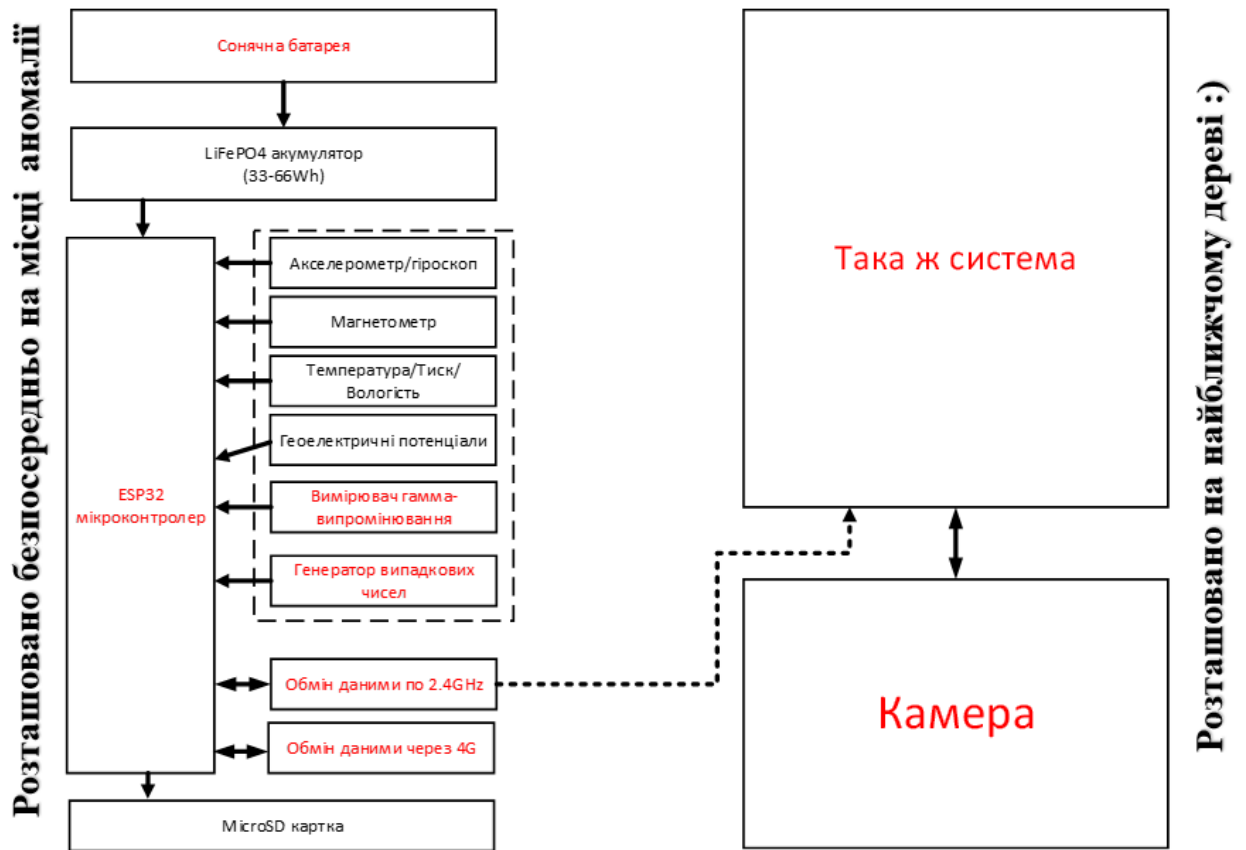 Розташовано безпосередньо на місці аномалії
Сонячна батарея
LiFePO4 акумулятор
(33-66Wh)
Акселерометр/гіроскоп
Магнетометр
Температура/Тиск/
Вологість
Геоелектричні потенціали
ESP32
мікроконтролер
Вимірювач гамма-
випромінювання
Генератор випадкових
чисел
Обмін даними по 2.4GHz
Обмін даними через 4G
MicroSD картка
Така ж система
Камера
Розташовано на найближчому дереві :)